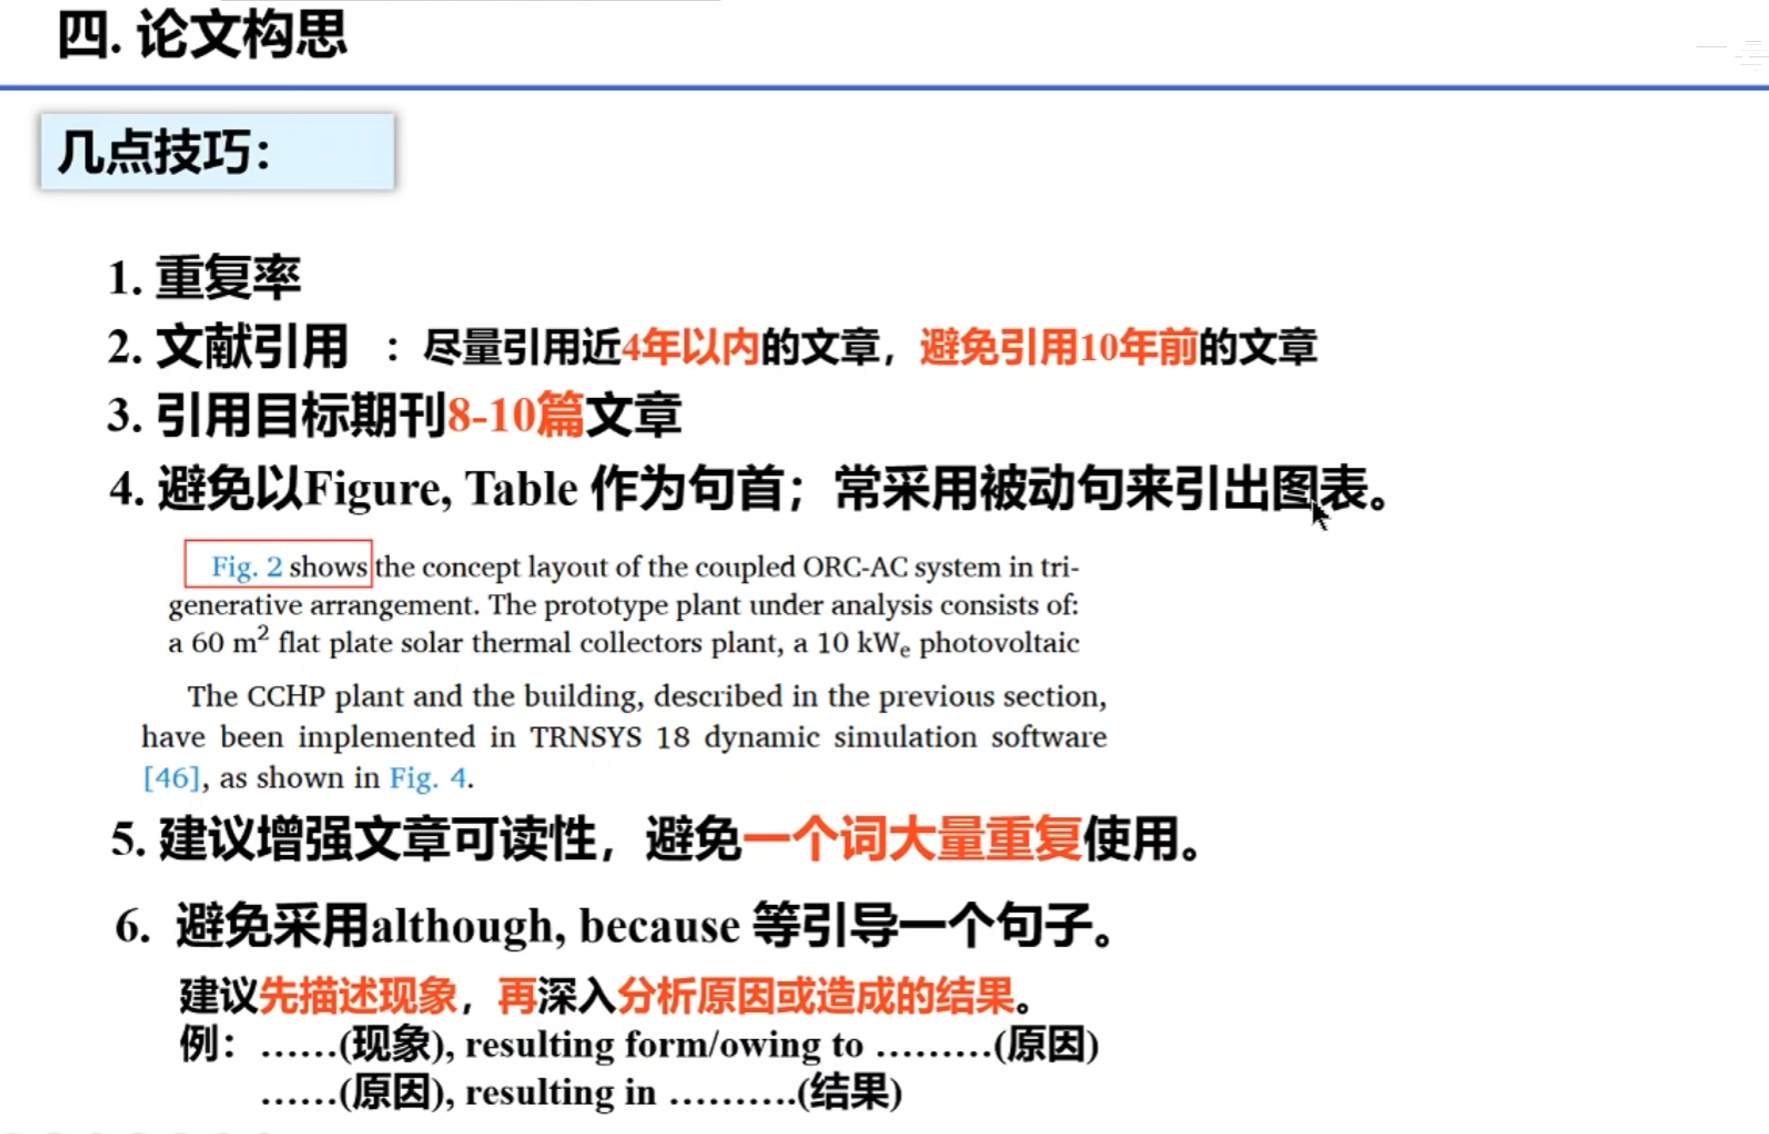 四. 论文构思
几点技巧：
1. 重复率
2. 文献引用 ：尽量引用近4年以内的文章，避免引用10年前的文章
3. 引用目标期刊8-10篇文章
4. 避免以Figure, Table 作为句首；常采用被动句来引出图表。
Fig. 2 shows the concept layout of the coupled ORC-AC system in tri-
generative arrangement. The prototype plant under analysis consists of:
a 60 m² flat plate solar thermal collectors plant, a 10 kWₑ photovoltaic
The CCHP plant and the building, described in the previous section,
have been implemented in TRNSYS 18 dynamic simulation software
[46], as shown in Fig. 4.
5. 建议增强文章可读性，避免一个词大量重复使用。
6. 避免采用although, because 等引导一个句子。
建议先描述现象，再深入分析原因或造成的结果。
例：……(现象), resulting form/owing to ………(原因)
……(原因), resulting in ……….(结果)